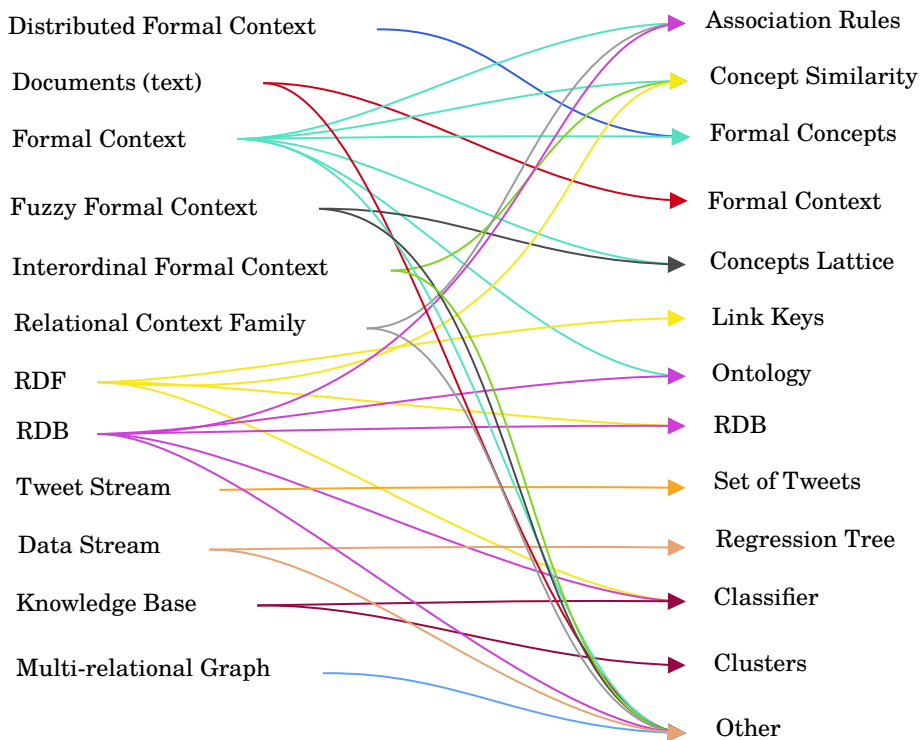 Distributed Formal Context
Documents (text)
Formal Context
Fuzzy Formal Context
Interordinal Formal Context
Relational Context Family
RDF
RDB
Tweet Stream
Data Stream
Knowledge Base
Multi-relational Graph
Association Rules
Concept Similarity
Formal Concepts
Formal Context
Concepts Lattice
Link Keys
Ontology
RDB
Set of Tweets
Regression Tree
Classifier
Clusters
Other